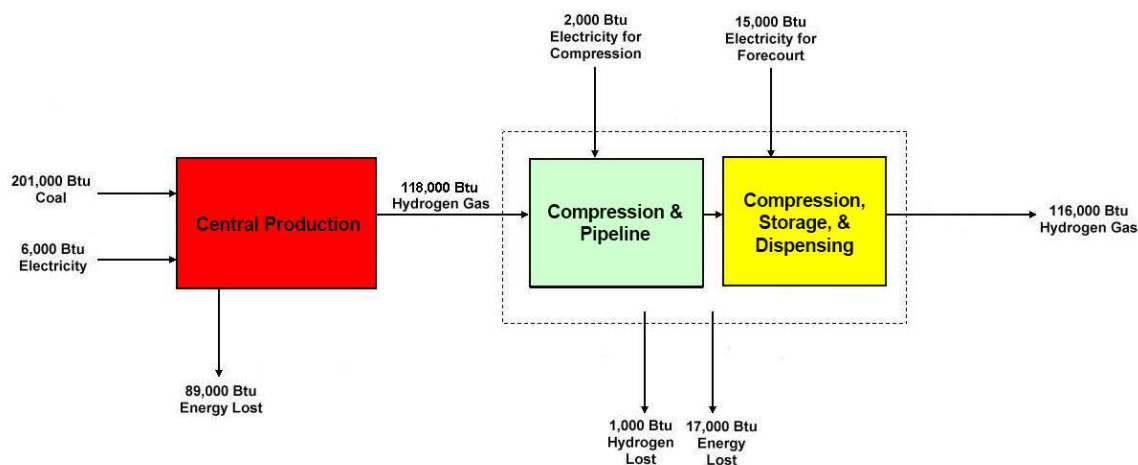 2,000 Btu
Electricity for
Compression
15,000 Btu
Electricity for
Forecourt
201,000 Btu
Coal
6,000 Btu
Electricity
Central Production
118,000 Btu
Hydrogen Gas
Compression &
Pipeline
Compression,
Storage, &
Dispensing
116,000 Btu
Hydrogen Gas
89,000 Btu
Energy Lost
1,000 Btu
Hydrogen
Lost
17,000 Btu
Energy
Lost